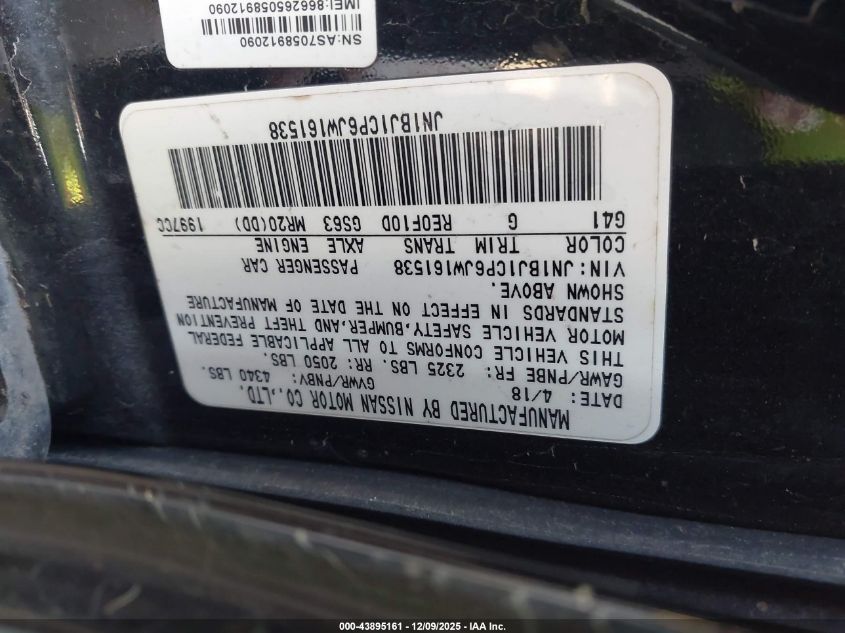 MANUFACTURED BY NISSAN MOTOR CO.,LTD.
DATE: 4/18 GVWR/PNBV: 4340 LBS.
GAWR/PNBE FR: 2325 LBS. RR: 2050 LBS.
THIS VEHICLE CONFORMS TO ALL APPLICABLE FEDERAL
MOTOR VEHICLE SAFETY,BUMPER,AND THEFT PREVENTION
STANDARDS IN EFFECT ON THE DATE OF MANUFACTURE
SHOWN ABOVE.
VIN:JN1BJ1CP6JW161538 PASSENGER CAR
COLOR TRIM TRANS AXLE ENGINE
G41 G RE0F10D GS63 MR20(DD) 1997CC
JN1BJ1CP6JW161538
SN:AS7058912090
IMEI:866265058912090
000-43895161 - 12/09/2025 - IAA Inc.